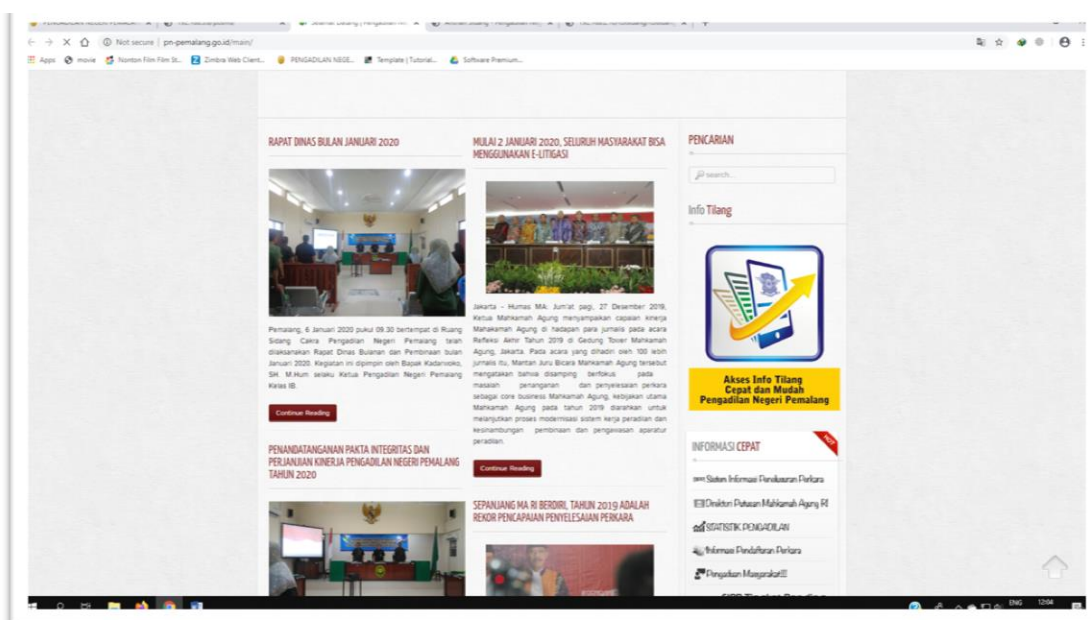 Not secure | pn-pemalang.go.id/main/
Apps movie Nonton Film Film St... Zimbra Web Client... PENGADILAN NEGE... Template | Tutorial... Software Premium...
RAPAT DINAS BULAN JANUARI 2020
Pemalang, 6 Januari 2020 pukul 09.30 bertempat di Ruang
Sidang Cakra Pengadilan Negeri Pemalang telah
dilaksanakan Rapat Dinas Bulanan dan Pembinaan bulan
Januari 2020. Kegiatan ini dipimpin oleh Bapak Kadarwoko,
SH. M.Hum selaku Ketua Pengadilan Negeri Pemalang
Kelas IB.
Continue Reading
PENANDATANGANAN PAKTA INTEGRITAS DAN
PERJANJIAN KINERJA PENGADILAN NEGERI PEMALANG
TAHUN 2020
MULAI 2 JANUARI 2020, SELURUH MASYARAKAT BISA
MENGGUNAKAN E-LITIGASI
Jakarta – Humas MA: Jum'at pagi, 27 Desember 2019,
Ketua Mahkamah Agung menyampaikan capaian kinerja
Mahakamah Agung di hadapan para jurnalis pada acara
Refleksi Akhir Tahun 2019 di Gedung Tower Mahkamah
Agung, Jakarta. Pada acara yang dihadiri oleh 100 lebih
jurnalis itu, Mantan Juru Bicara Mahkamah Agung tersebut
mengatakan bahwa disamping berfokus pada
masalah penanganan dan penyelesaian perkara
sebagai core business Mahkamah Agung, kebijakan utama
Mahkamah Agung pada tahun 2019 diarahkan untuk
melanjutkan proses modernisasi sistem kerja peradilan dan
kesinambungan pembinaan dan pengawasan aparatur
peradilan.
Continue Reading
SEPANJANG MA RI BERDIRI, TAHUN 2019 ADALAH
REKOR PENCAPAIAN PENYELESAIAN PERKARA
PENCARIAN
search...
Info Tilang
Akses Info Tilang
Cepat dan Mudah
Pengadilan Negeri Pemalang
INFORMASI CEPAT
HOT
Sistem Informasi Penelusuran Perkara
Direktori Putusan Mahkamah Agung RI
STATISTIK PENGADILAN
Informasi Pendaftaran Perkara
Pengaduan Masyarakat!!!
ENG 12:04